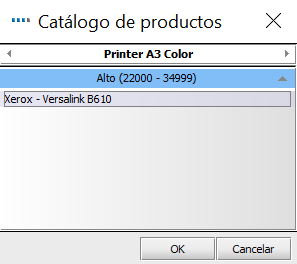 Catálogo de productos
Printer A3 Color
Alto (22000 - 34999)
Xerox - Versalink B610
OK
Cancelar